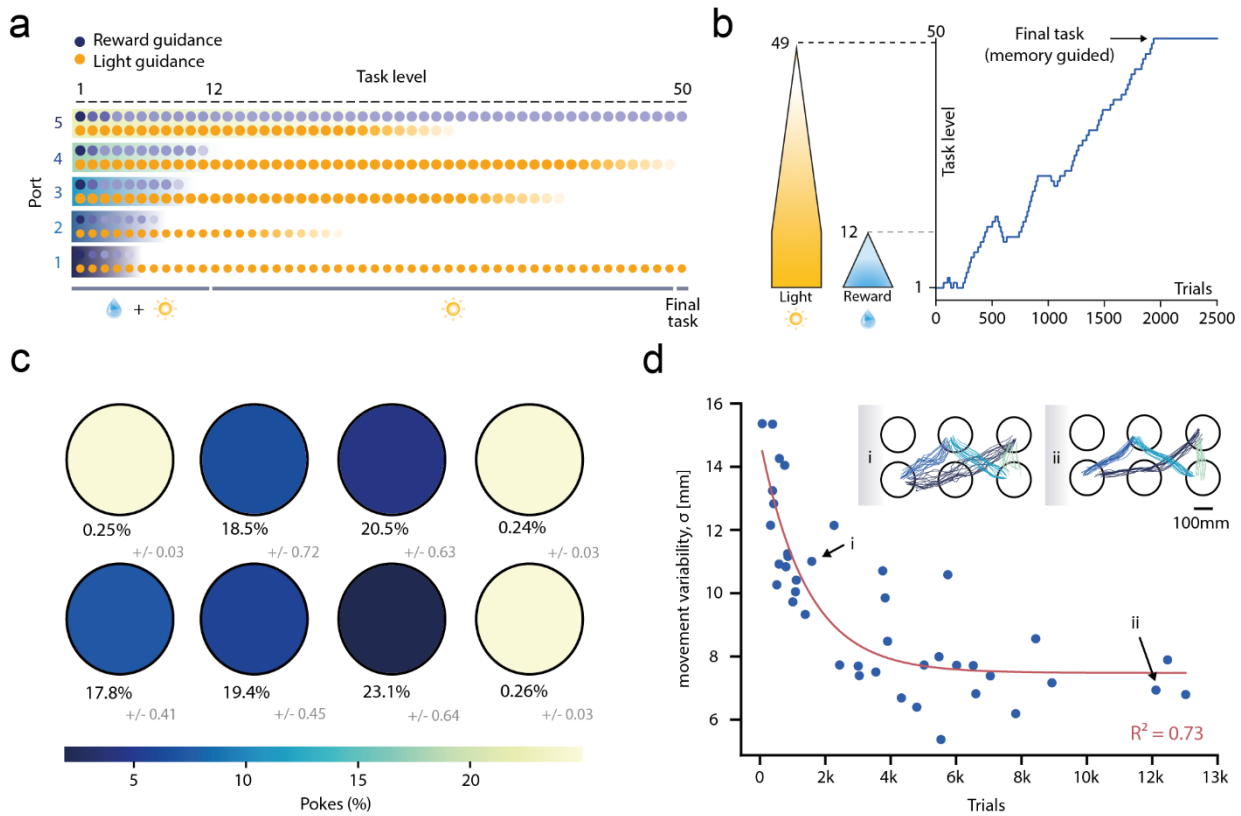 a
Reward guidance
Light guidance
Task level
1 12 50
5
4
3
2
1
Port
+
Final
task
b
49
12
Light
Reward
50
Final task
(memory guided)
Task level
1
Trials
0 500 1000 1500 2000 2500
c
0.25% 18.5% 20.5% 0.24%
+/- 0.03 +/- 0.72 +/- 0.63 +/- 0.03
17.8% 19.4% 23.1% 0.26%
+/- 0.41 +/- 0.45 +/- 0.64 +/- 0.03
5 10 15 20
Pokes (%)
d
16
14
12
10
8
6
movement variability, σ [mm]
i
ii
100mm
i
ii
R² = 0.73
0 2k 4k 6k 8k 10k 12k 13k
Trials